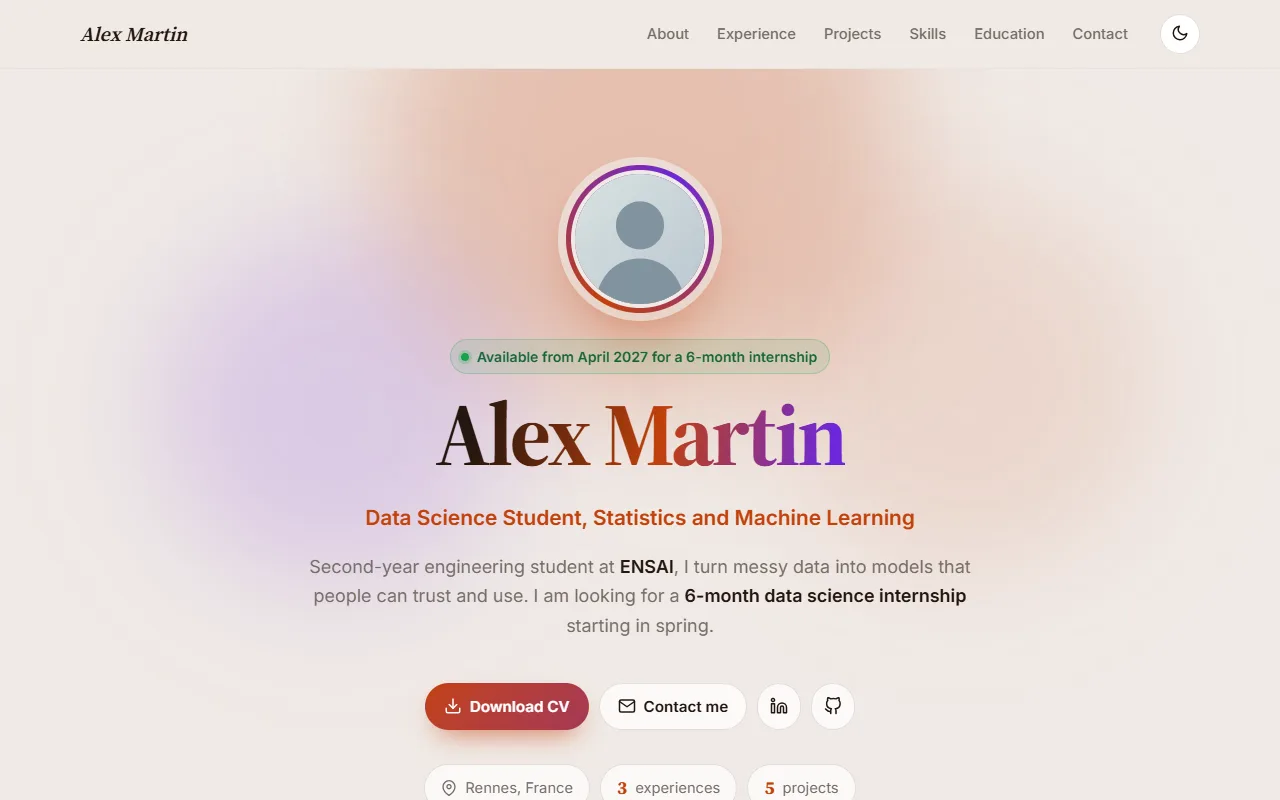 Alex Martin
About Experience Projects Skills Education Contact
Available from April 2027 for a 6-month internship
Alex Martin
Data Science Student, Statistics and Machine Learning
Second-year engineering student at ENSAI, I turn messy data into models that
people can trust and use. I am looking for a 6-month data science internship
starting in spring.
Download CV Contact me
Rennes, France 3 experiences 5 projects